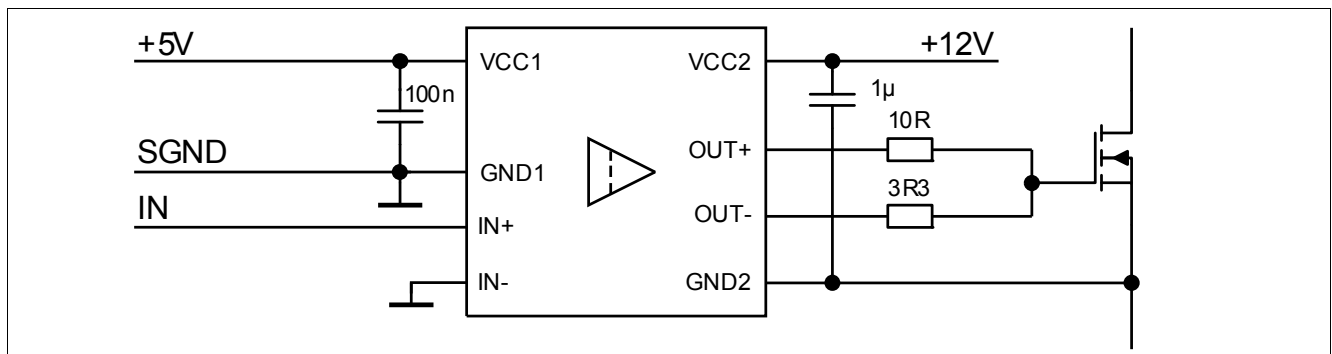 +5V
VCC1
VCC2
+12V
100n
1µ
10R
SGND
OUT+
GND1
3R3
IN
OUT-
IN+
IN-
GND2